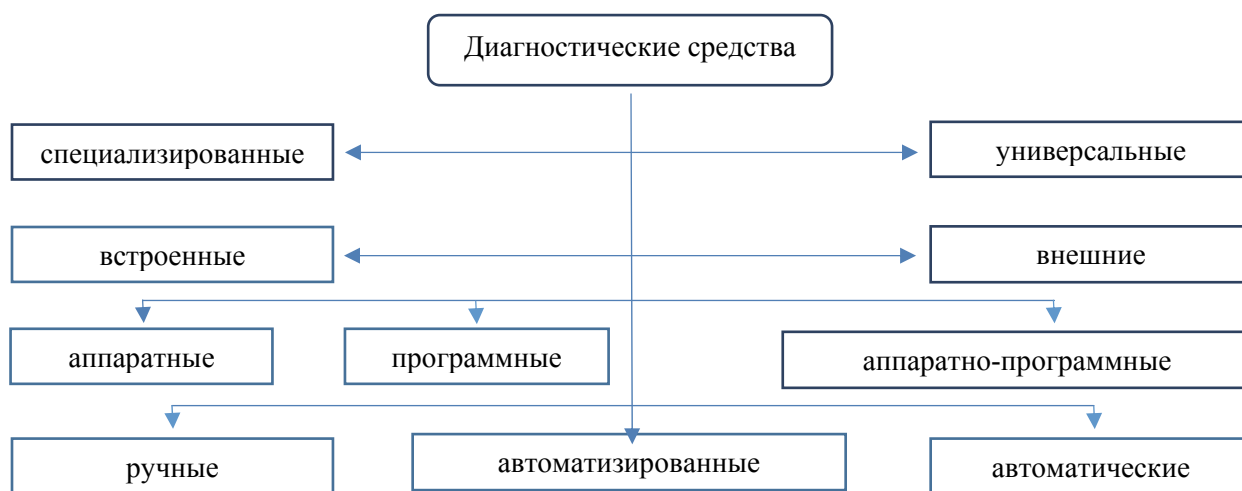 Диагностические средства
специализированные
универсальные
встроенные
внешние
аппаратные
программные
аппаратно-программные
ручные
автоматизированные
автоматические